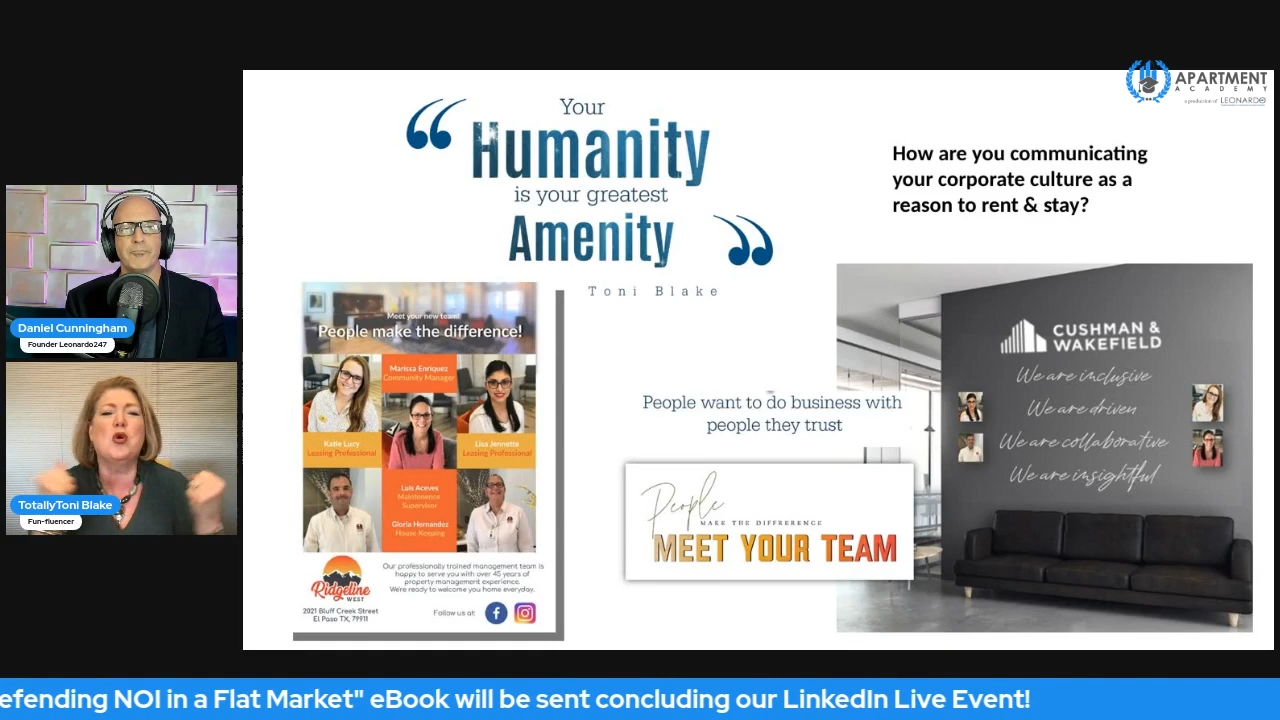 APARTMENT
ACADEMY
a production of LEONARDO
Your
Humanity
is your greatest
Amenity
Toni Blake
How are you communicating
your corporate culture as a
reason to rent & stay?
Daniel Cunningham
Founder Leonardo247
TotallyToni Blake
Fun-fluencer
Meet your new team!
People make the difference!
Marissa Enriquez
Community Manager
Katie Lucy
Leasing Professional
Lisa Jennette
Leasing Professional
Luis Aceves
Maintenance
Supervisor
Gloria Hernandez
House Keeping
Ridgeline
WEST
2021 Bluff Creek Street
El Paso TX, 79911
Our professionally trained management team is
happy to serve you with over 45 years of
property management experience.
We're ready to welcome you home everyday.
Follow us at:
People want to do business with
people they trust
People
MAKE THE DIFFERENCE
MEET YOUR TEAM
CUSHMAN &
WAKEFIELD
We are inclusive
We are driven
We are collaborative
We are insightful
efending NOI in a Flat Market" eBook will be sent concluding our LinkedIn Live Event!